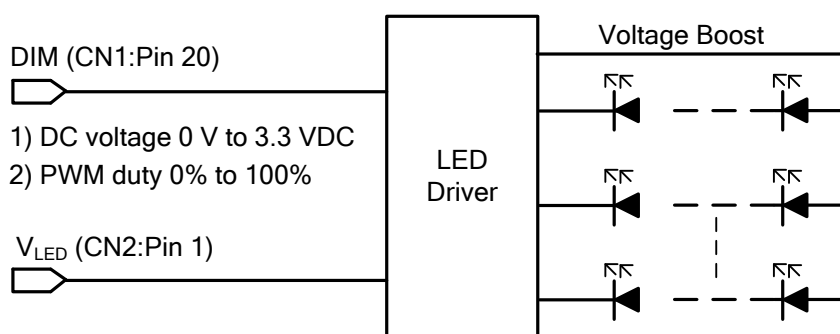 DIM (CN1:Pin 20)
1) DC voltage 0 V to 3.3 VDC
2) PWM duty 0% to 100%
VLED (CN2:Pin 1)
LED
Driver
Voltage Boost